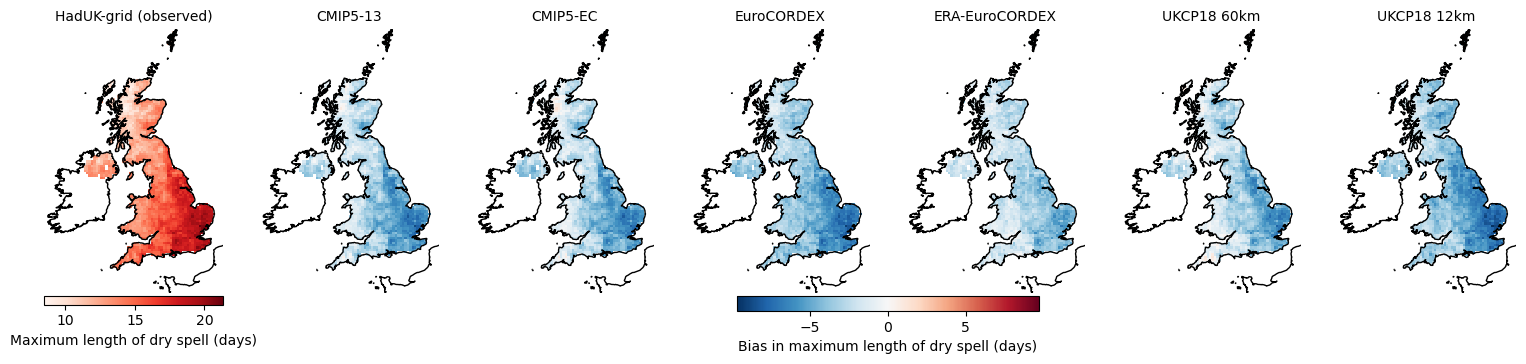 HadUK-grid (observed)
CMIP5-13
CMIP5-EC
EuroCORDEX
ERA-EuroCORDEX
UKCP18 60km
UKCP18 12km
10 15 20
Maximum length of dry spell (days)
−5 0 5
Bias in maximum length of dry spell (days)